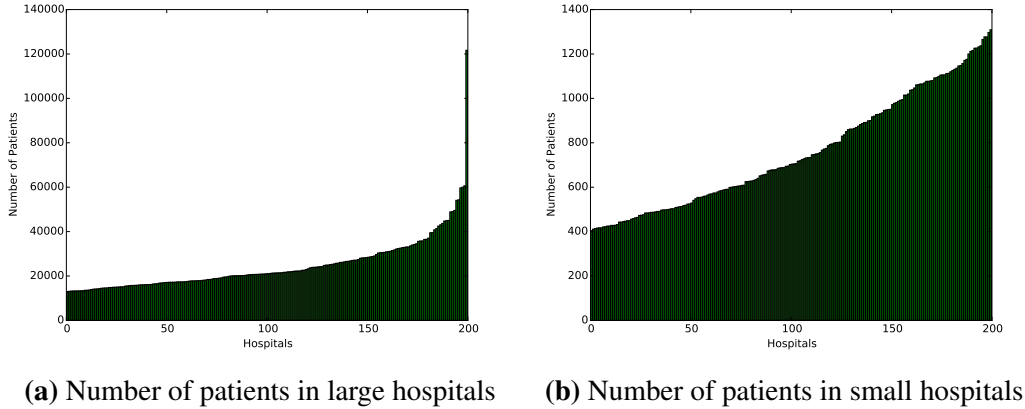 140000
120000
100000
80000
60000
40000
20000
0
Number of Patients
0 50 100 150 200
Hospitals
(a) Number of patients in large hospitals
1400
1200
1000
800
600
400
200
0
Number of Patients
0 50 100 150 200
Hospitals
(b) Number of patients in small hospitals